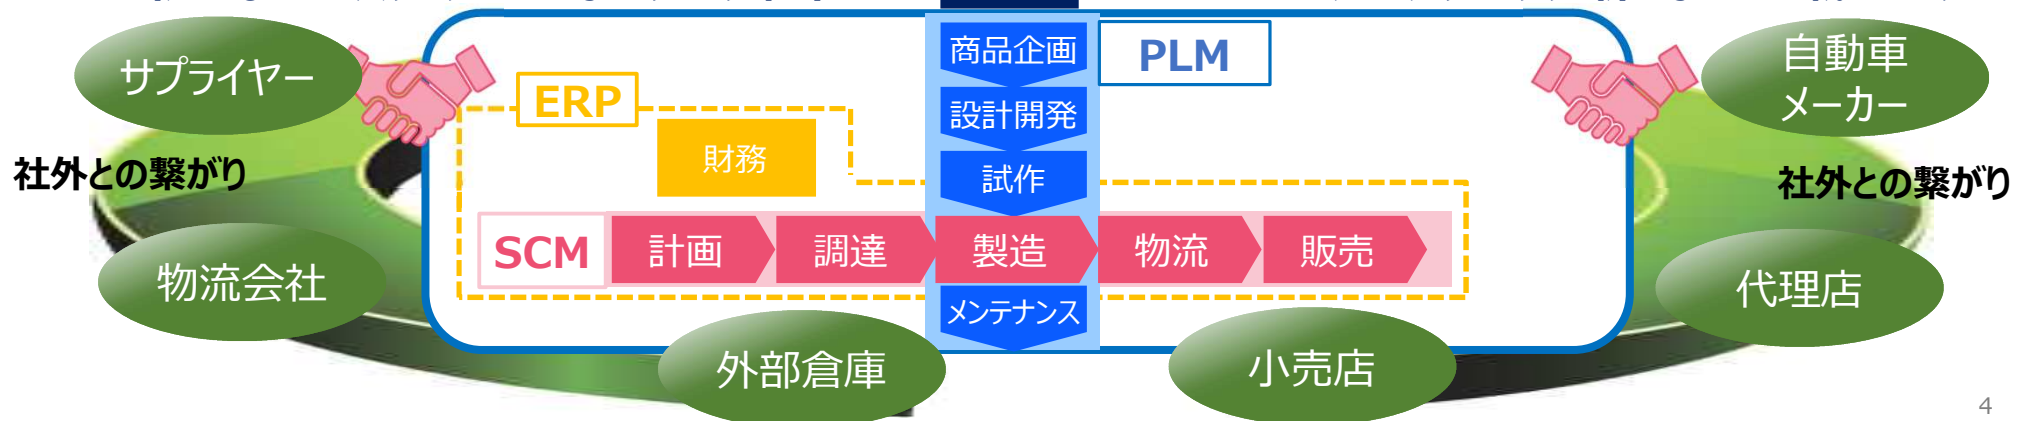 サプライヤー
商品企画
PLM
自動車
メーカー
ERP
設計開発
財務
試作
社外との繋がり
社外との繋がり
SCM
計画
調達
製造
物流
販売
物流会社
代理店
メンテナンス
外部倉庫
小売店
4